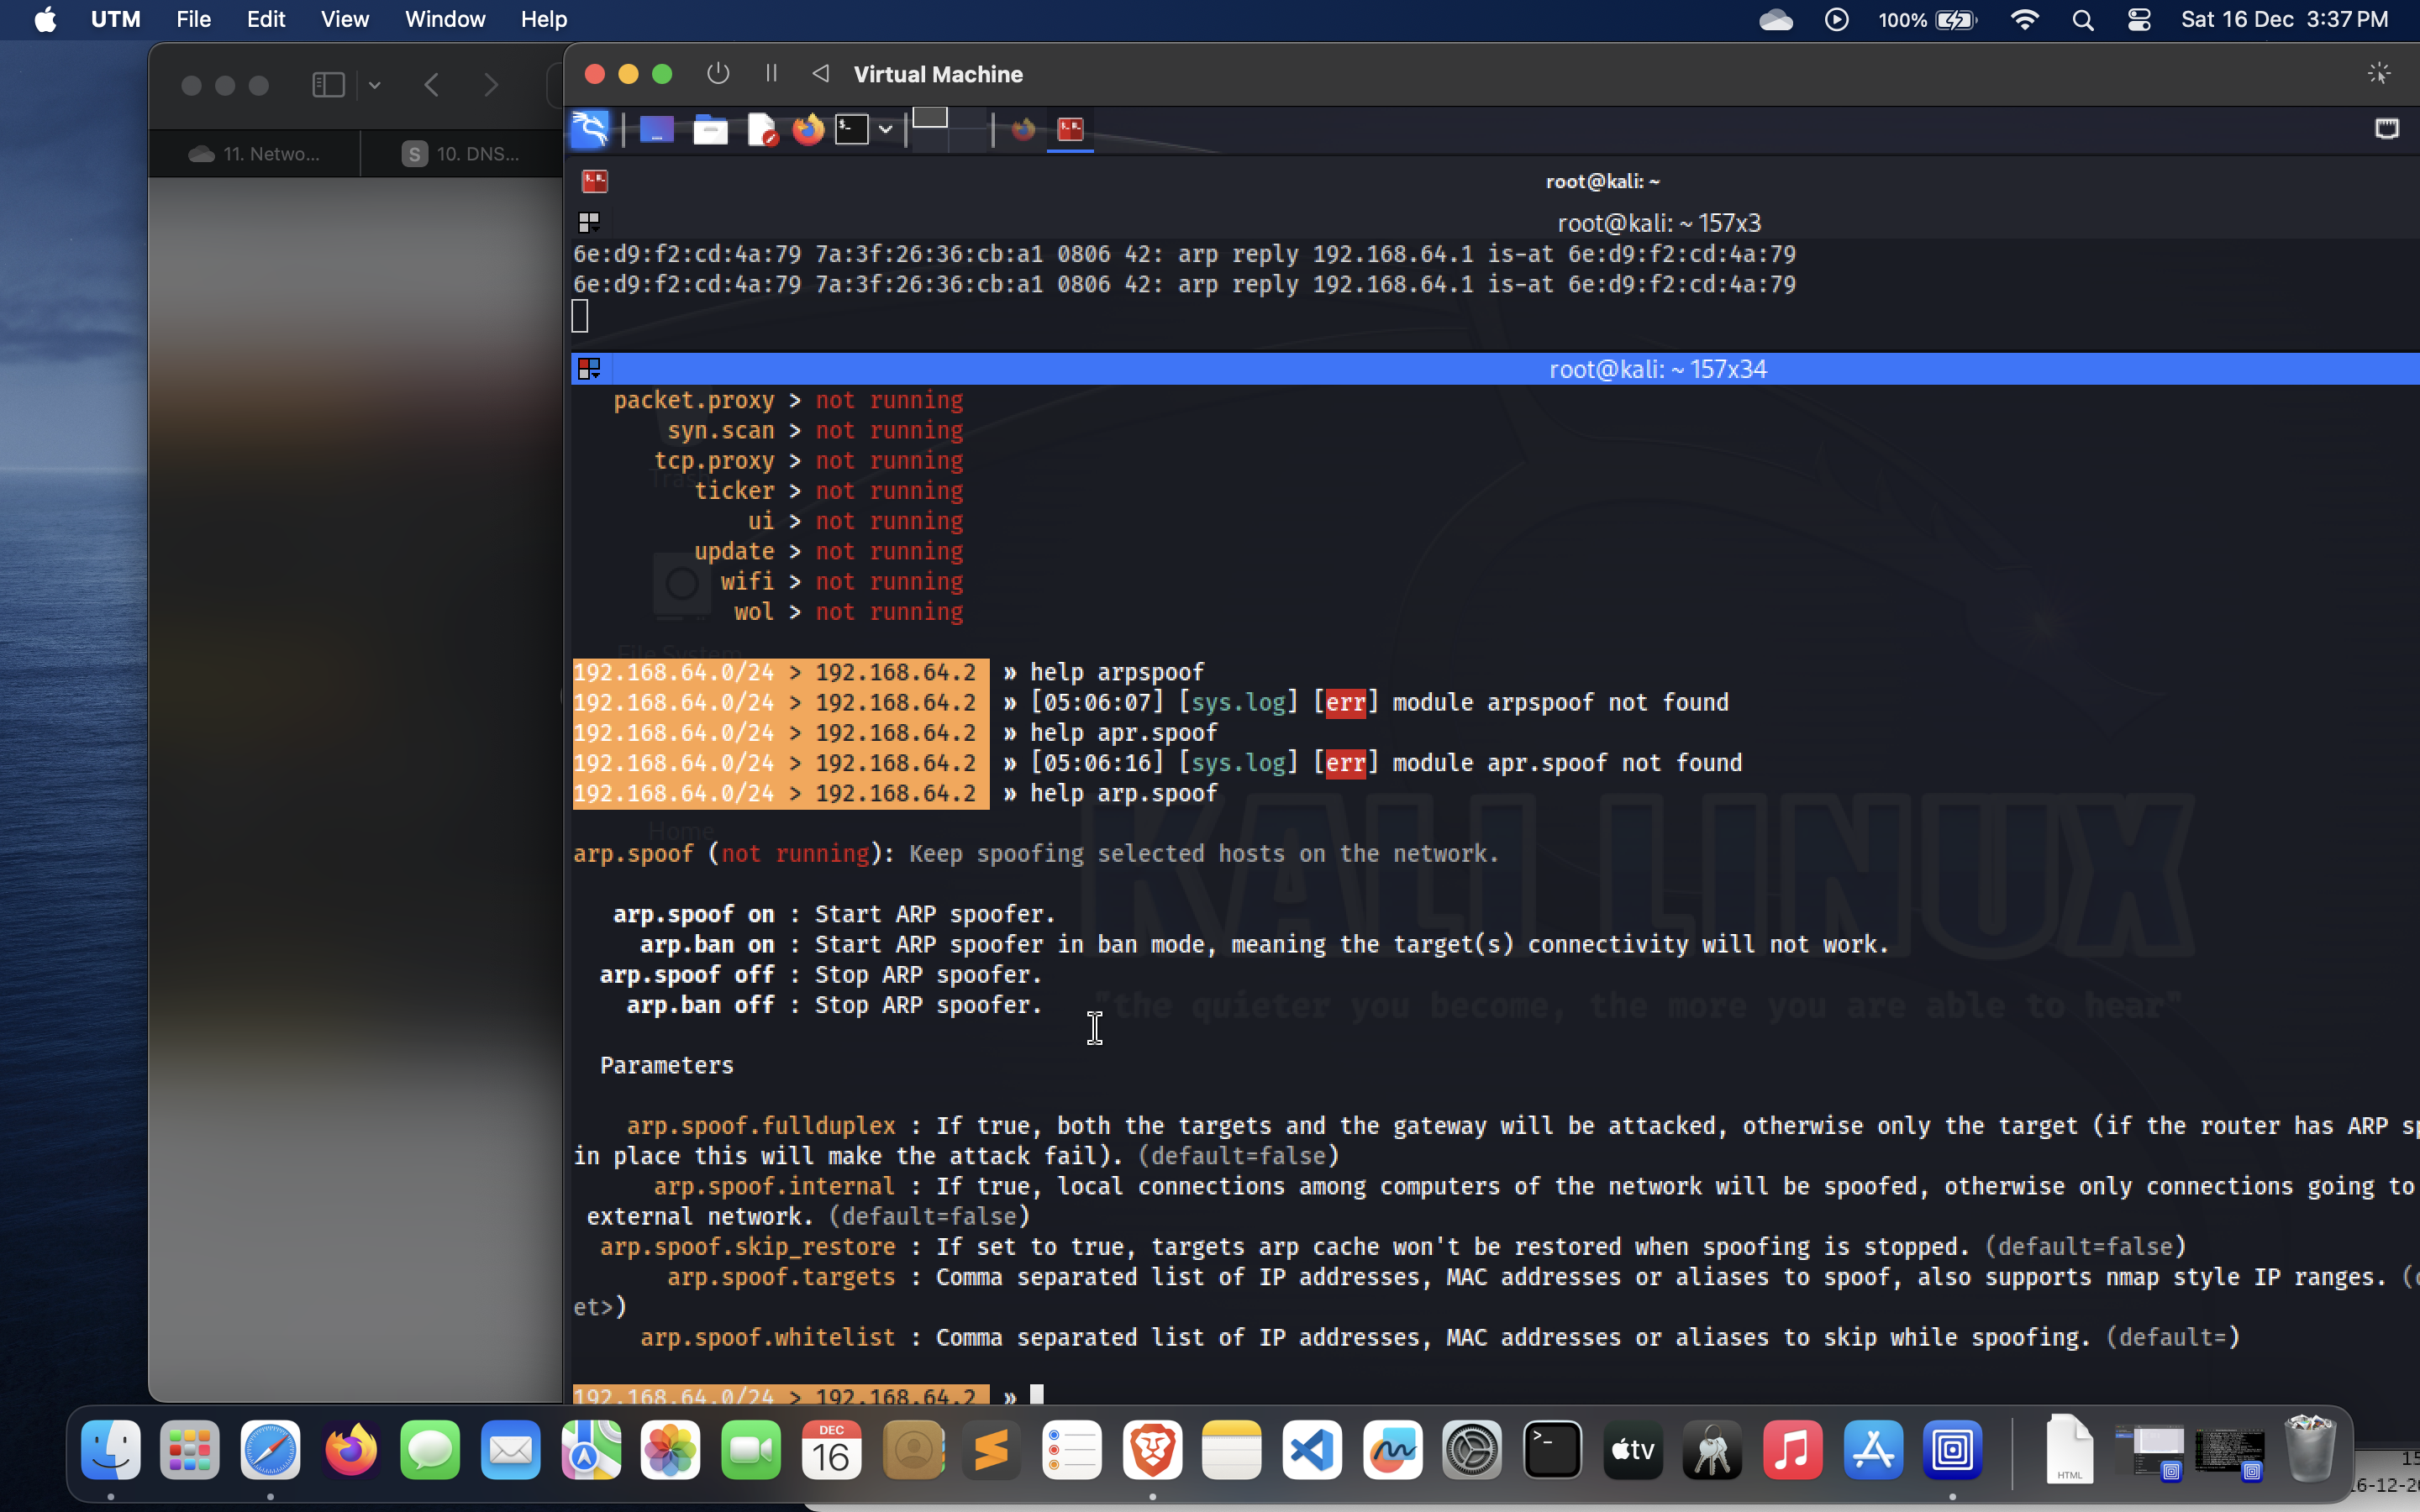 UTM File Edit View Window Help 100% Sat 16 Dec 3:37 PM
Virtual Machine
11. Netwo...
S 10. DNS...
root@kali: ~
root@kali: ~ 157x3
6e:d9:f2:cd:4a:79 7a:3f:26:36:cb:a1 0806 42: arp reply 192.168.64.1 is-at 6e:d9:f2:cd:4a:79
6e:d9:f2:cd:4a:79 7a:3f:26:36:cb:a1 0806 42: arp reply 192.168.64.1 is-at 6e:d9:f2:cd:4a:79
root@kali: ~ 157x34
packet.proxy > not running
syn.scan > not running
tcp.proxy > not running
Trash
ticker > not running
ui > not running
update > not running
wifi > not running
wol > not running
File System
192.168.64.0/24 > 192.168.64.2 » help arpspoof
192.168.64.0/24 > 192.168.64.2 » [05:06:07] [sys.log] [err] module arpspoof not found
192.168.64.0/24 > 192.168.64.2 » help apr.spoof
192.168.64.0/24 > 192.168.64.2 » [05:06:16] [sys.log] [err] module apr.spoof not found
192.168.64.0/24 > 192.168.64.2 » help arp.spoof
Home
KALI LINUX
arp.spoof (not running): Keep spoofing selected hosts on the network.
arp.spoof on : Start ARP spoofer.
arp.ban on : Start ARP spoofer in ban mode, meaning the target(s) connectivity will not work.
arp.spoof off : Stop ARP spoofer.
arp.ban off : Stop ARP spoofer.
"the quieter you become, the more you are able to hear"
Parameters
arp.spoof.fullduplex : If true, both the targets and the gateway will be attacked, otherwise only the target (if the router has ARP sp
in place this will make the attack fail). (default=false)
arp.spoof.internal : If true, local connections among computers of the network will be spoofed, otherwise only connections going to
external network. (default=false)
arp.spoof.skip_restore : If set to true, targets arp cache won't be restored when spoofing is stopped. (default=false)
arp.spoof.targets : Comma separated list of IP addresses, MAC addresses or aliases to spoof, also supports nmap style IP ranges. (
et>)
arp.spoof.whitelist : Comma separated list of IP addresses, MAC addresses or aliases to skip while spoofing. (default=)
192.168.64.0/24 > 192.168.64.2 »
DEC
16
tv
HTML